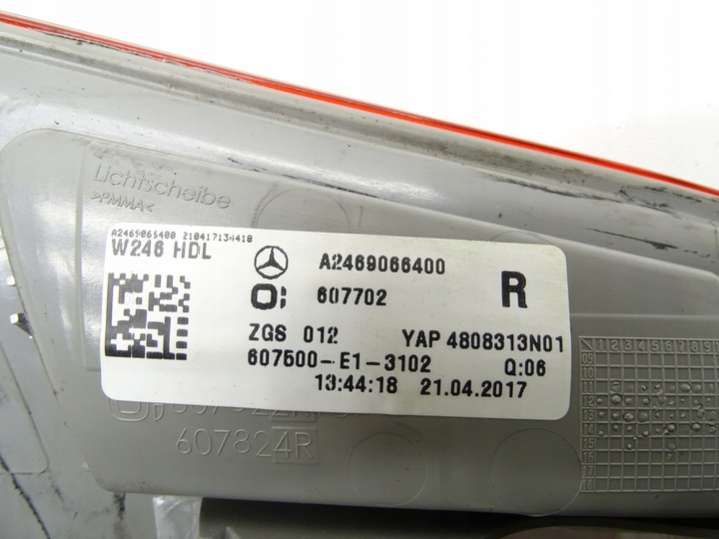 Lichtscheibe
>PMMA<
A2469066400 210417134418
W246 HDL
A2469066400
607702
R
ZGS 012 YAP 4808313N01
607500-E1-3102 Q:06
13:44:18 21.04.2017
607824R